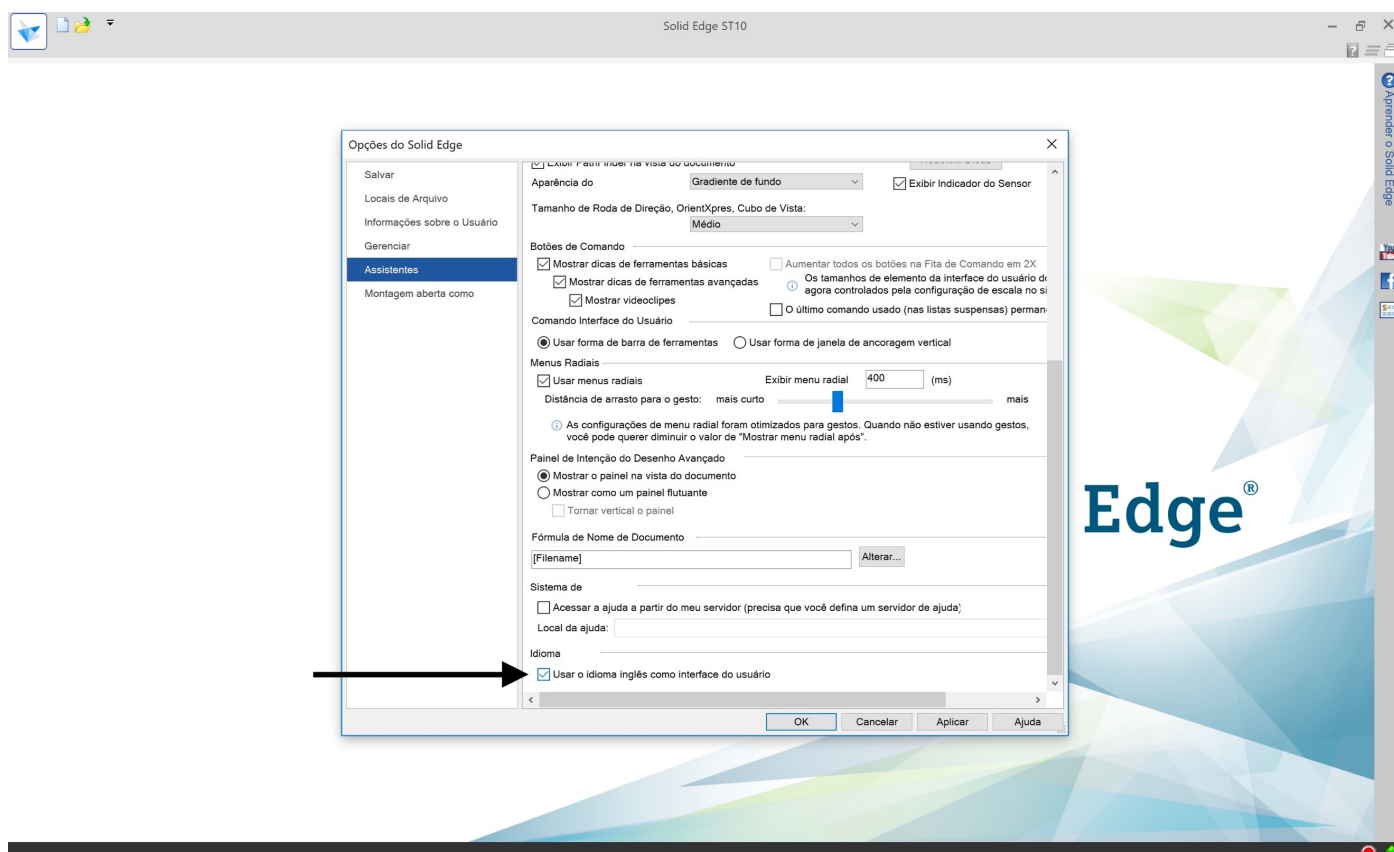 Solid Edge ST10
Aprender o Solid Edge
You
Tube
Opções do Solid Edge
Salvar
Locais de Arquivo
Informações sobre o Usuário
Gerenciar
Assistentes
Montagem aberta como
Exibir PathFinder na vista do documento
Aparência do
Gradiente de fundo
Exibir Indicador do Sensor
Tamanho de Roda de Direção, OrientXpres, Cubo de Vista:
Médio
Botões de Comando
Mostrar dicas de ferramentas básicas
Aumentar todos os botões na Fita de Comando em 2X
Mostrar dicas de ferramentas avançadas
Os tamanhos de elemento da interface do usuário do
agora controlados pela configuração de escala no si
Mostrar videoclipes
O último comando usado (nas listas suspensas) perman
Comando Interface do Usuário
Usar forma de barra de ferramentas
Usar forma de janela de ancoragem vertical
Menus Radiais
Usar menus radiais
Exibir menu radial 400 (ms)
Distância de arrasto para o gesto: mais curto mais
As configurações de menu radial foram otimizados para gestos. Quando não estiver usando gestos,
você pode querer diminuir o valor de "Mostrar menu radial após".
Painel de Intenção do Desenho Avançado
Mostrar o painel na vista do documento
Mostrar como um painel flutuante
Tornar vertical o painel
Fórmula de Nome de Documento
[Filename]
Alterar...
Sistema de
Acessar a ajuda a partir do meu servidor (precisa que você defina um servidor de ajuda)
Local da ajuda:
Idioma
Usar o idioma inglês como interface do usuário
OK
Cancelar
Aplicar
Ajuda
Edge®